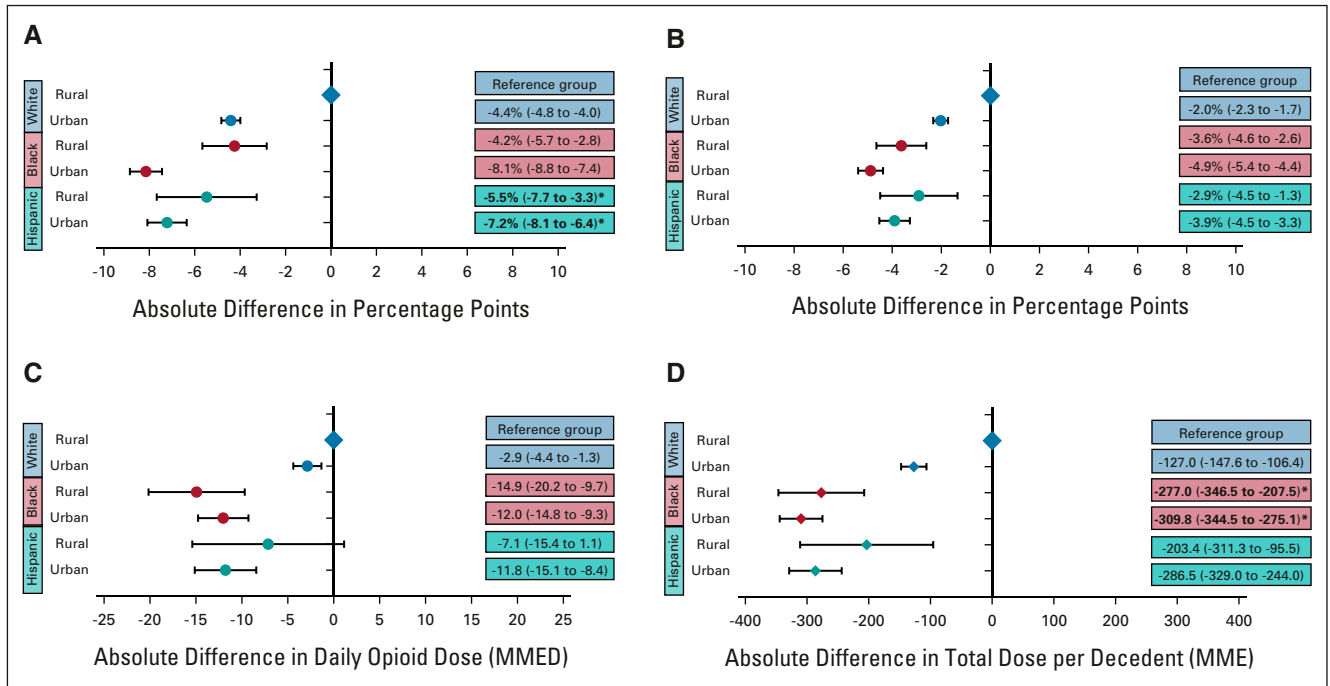 A
White
Rural
Urban
Black
Rural
Urban
Hispanic
Rural
Urban
Reference group
-4.4% (-4.8 to -4.0)
-4.2% (-5.7 to -2.8)
-8.1% (-8.8 to -7.4)
-5.5% (-7.7 to -3.3)*
-7.2% (-8.1 to -6.4)*
-10 -8 -6 -4 -2 0 2 4 6 8 10
Absolute Difference in Percentage Points
B
White
Rural
Urban
Black
Rural
Urban
Hispanic
Rural
Urban
Reference group
-2.0% (-2.3 to -1.7)
-3.6% (-4.6 to -2.6)
-4.9% (-5.4 to -4.4)
-2.9% (-4.5 to -1.3)
-3.9% (-4.5 to -3.3)
-10 -8 -6 -4 -2 0 2 4 6 8 10
Absolute Difference in Percentage Points
C
White
Rural
Urban
Black
Rural
Urban
Hispanic
Rural
Urban
Reference group
-2.9 (-4.4 to -1.3)
-14.9 (-20.2 to -9.7)
-12.0 (-14.8 to -9.3)
-7.1 (-15.4 to 1.1)
-11.8 (-15.1 to -8.4)
-25 -20 -15 -10 -5 0 5 10 15 20 25
Absolute Difference in Daily Opioid Dose (MMED)
D
White
Rural
Urban
Black
Rural
Urban
Hispanic
Rural
Urban
Reference group
-127.0 (-147.6 to -106.4)
-277.0 (-346.5 to -207.5)*
-309.8 (-344.5 to -275.1)*
-203.4 (-311.3 to -95.5)
-286.5 (-329.0 to -244.0)
-400 -300 -200 -100 0 100 200 300 400
Absolute Difference in Total Dose per Decedent (MME)